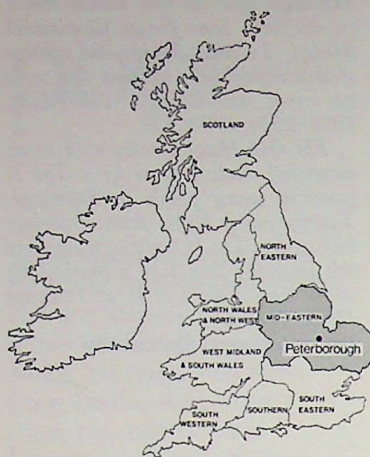 SCOTLAND
NORTH
EASTERN
NORTH WALES
& NORTH WEST
MID-EASTERN
Peterborough
WEST MIDLAND
& SOUTH WALES
SOUTH
WESTERN
SOUTHERN
SOUTH
EASTERN